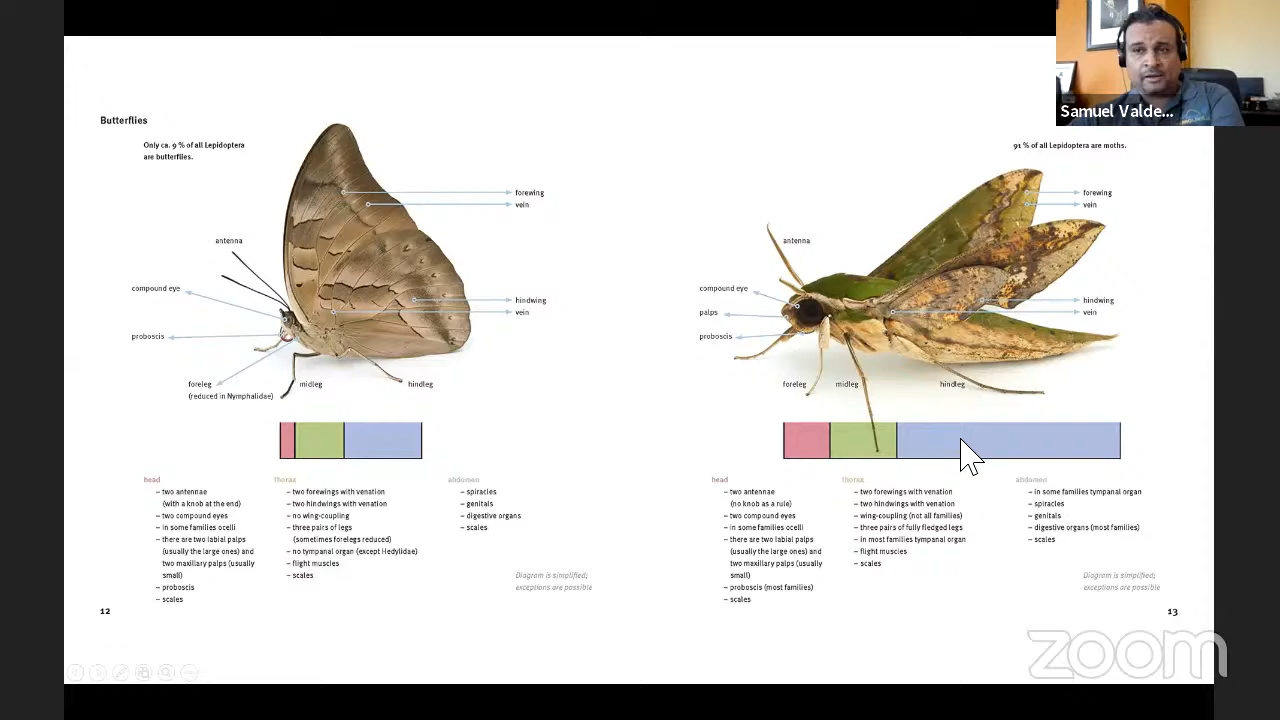 Samuel Valde...
Butterflies
Only ca. 9 % of all Lepidoptera
are butterflies.
forewing
vein
antenna
compound eye
hindwing
vein
proboscis
foreleg
(reduced in Nymphalidae)
midleg
hindleg
head
– two antennae
(with a knob at the end)
– two compound eyes
– in some families ocelli
– there are two labial palps
(usually the large ones) and
two maxillary palps (usually
small)
– proboscis
– scales
thorax
– two forewings with venation
– two hindwings with venation
– no wing-coupling
– three pairs of legs
(sometimes forelegs reduced)
– no tympanal organ (except Hedylidae)
– flight muscles
– scales
abdomen
– spiracles
– genitals
– digestive organs
– scales
Diagram is simplified;
exceptions are possible
12
91 % of all Lepidoptera are moths.
forewing
vein
antenna
compound eye
palps
proboscis
hindwing
vein
foreleg
midleg
hindleg
head
– two antennae
(no knob as a rule)
– two compound eyes
– in some families ocelli
– there are two labial palps
(usually the large ones) and
two maxillary palps (usually
small)
– proboscis (most families)
– scales
thorax
– two forewings with venation
– two hindwings with venation
– wing-coupling (not all families)
– three pairs of fully fledged legs
– in most families tympanal organ
– flight muscles
– scales
abdomen
– in some families tympanal organ
– spiracles
– genitals
– digestive organs (most families)
– scales
Diagram is simplified;
exceptions are possible
13
zoom